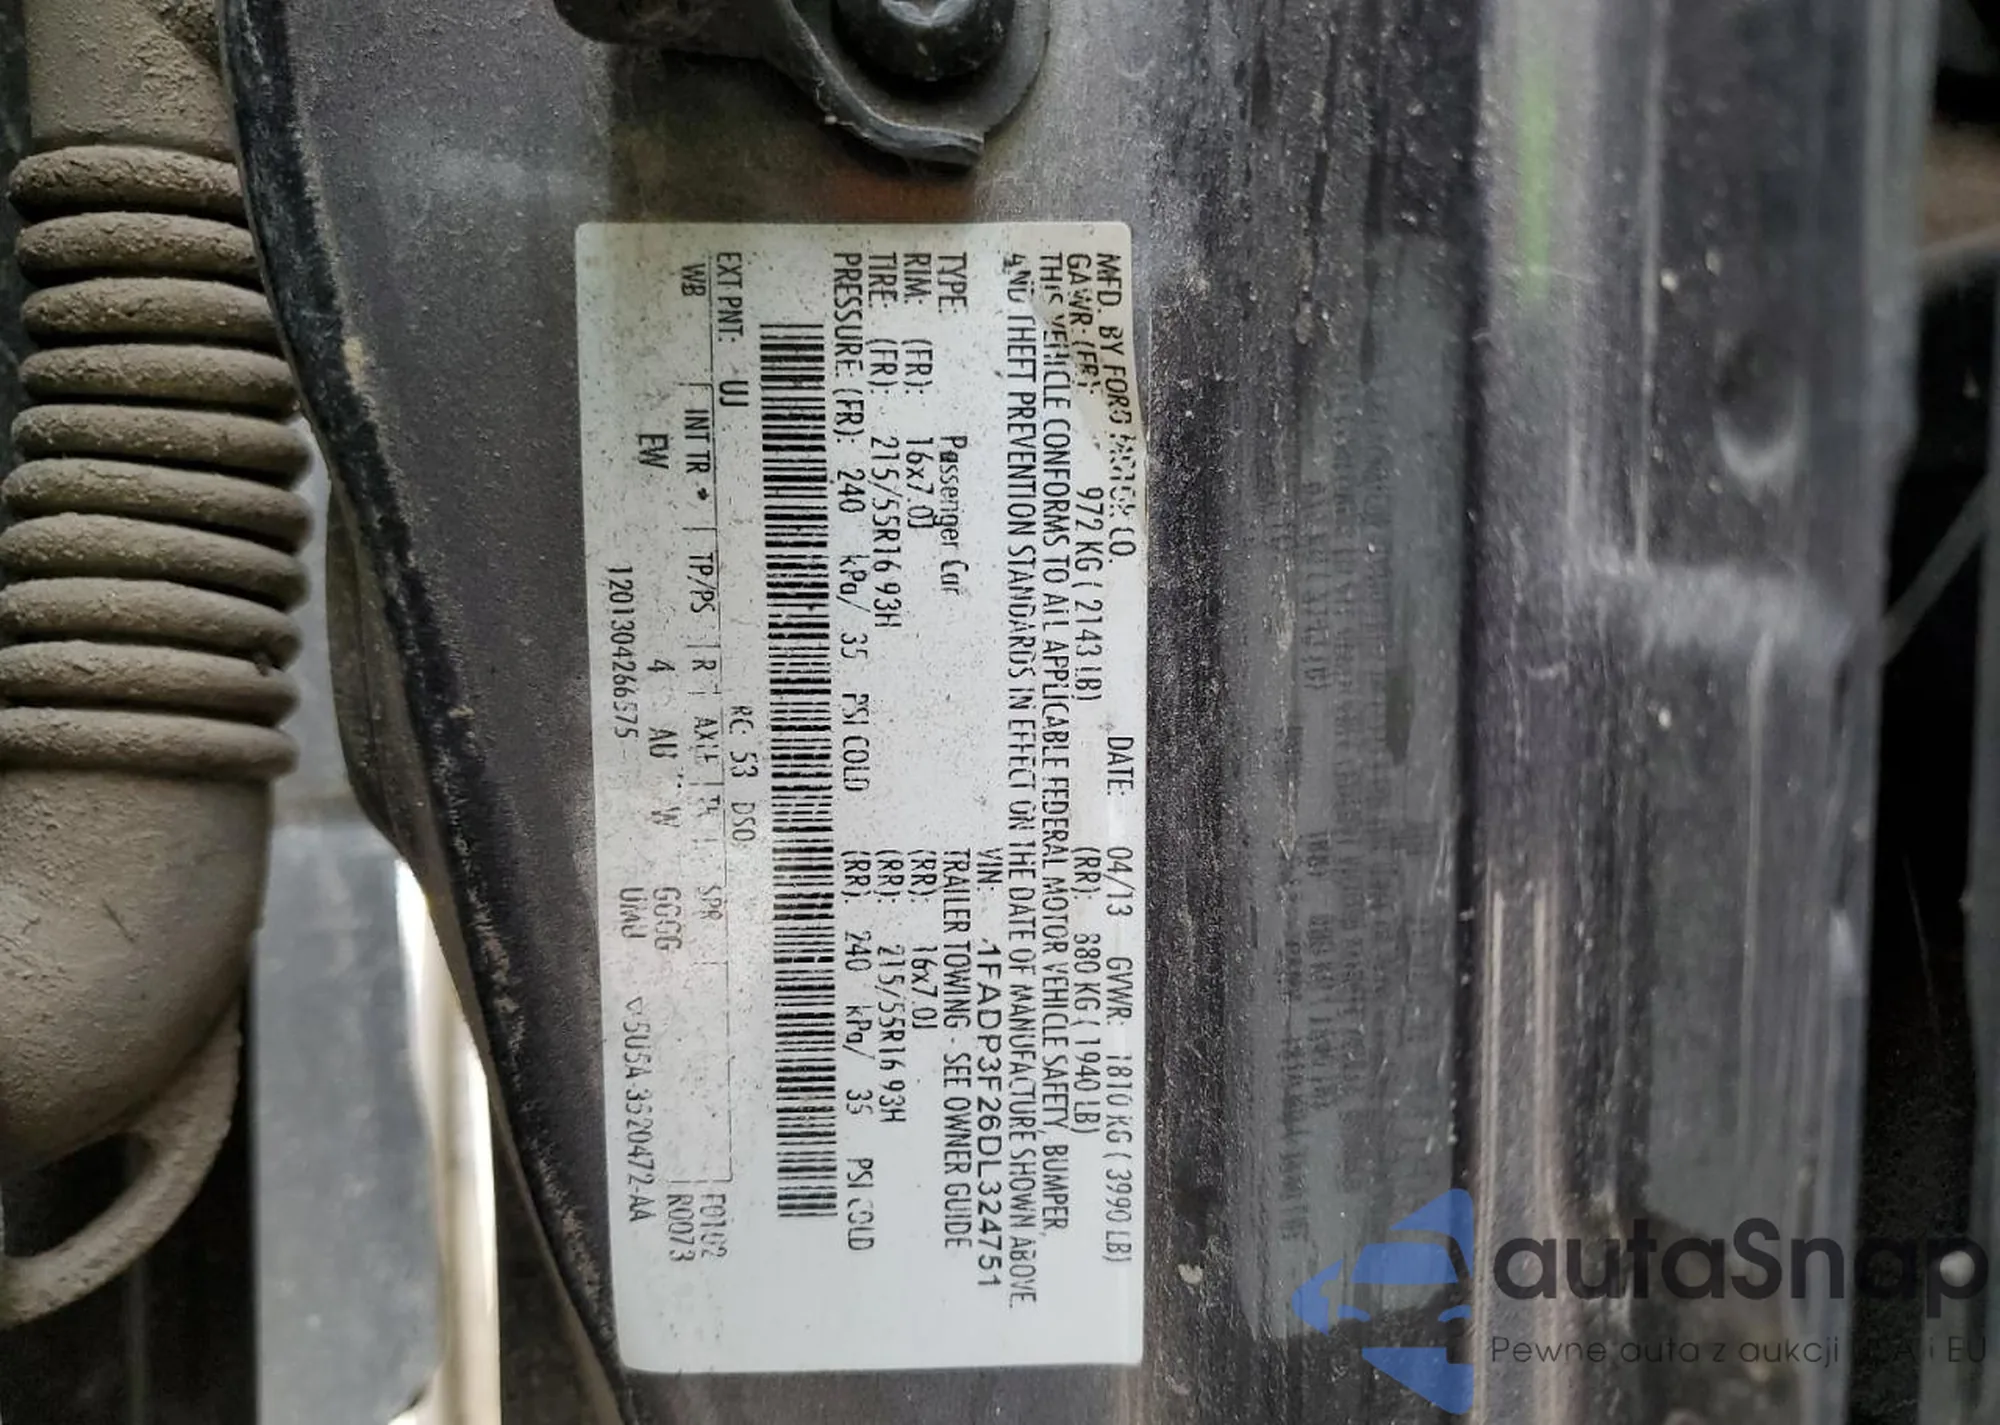 MFD. BY FORD MOTOR CO. DATE: 04/13 GVWR: 1810 KG ( 3990 LB)
GAWR: (FR): 972 KG ( 2143 LB) (RR): 880 KG ( 1940 LB)
THIS VEHICLE CONFORMS TO ALL APPLICABLE FEDERAL MOTOR VEHICLE SAFETY, BUMPER,
AND THEFT PREVENTION STANDARDS IN EFFECT ON THE DATE OF MANUFACTURE SHOWN ABOVE.
VIN: 1FADP3F26DL324751
TYPE: Passenger Car TRAILER TOWING - SEE OWNER GUIDE
RIM: (FR): 16x7.0J (RR): 16x7.0J
TIRE: (FR): 215/55R16 93H (RR): 215/55R16 93H
PRESSURE: (FR): 240 kPa/ 35 PSI COLD (RR): 240 kPa/ 35 PSI COLD
EXT PNT: UJ RC: 53 DSO: F0102
WB INT TR TP/PS R AXLE SPR R0073
EW 4 AU W
1201304266575 5U5A-3520472-AA
autaSnap
Pewne auta z aukcji USA i EU